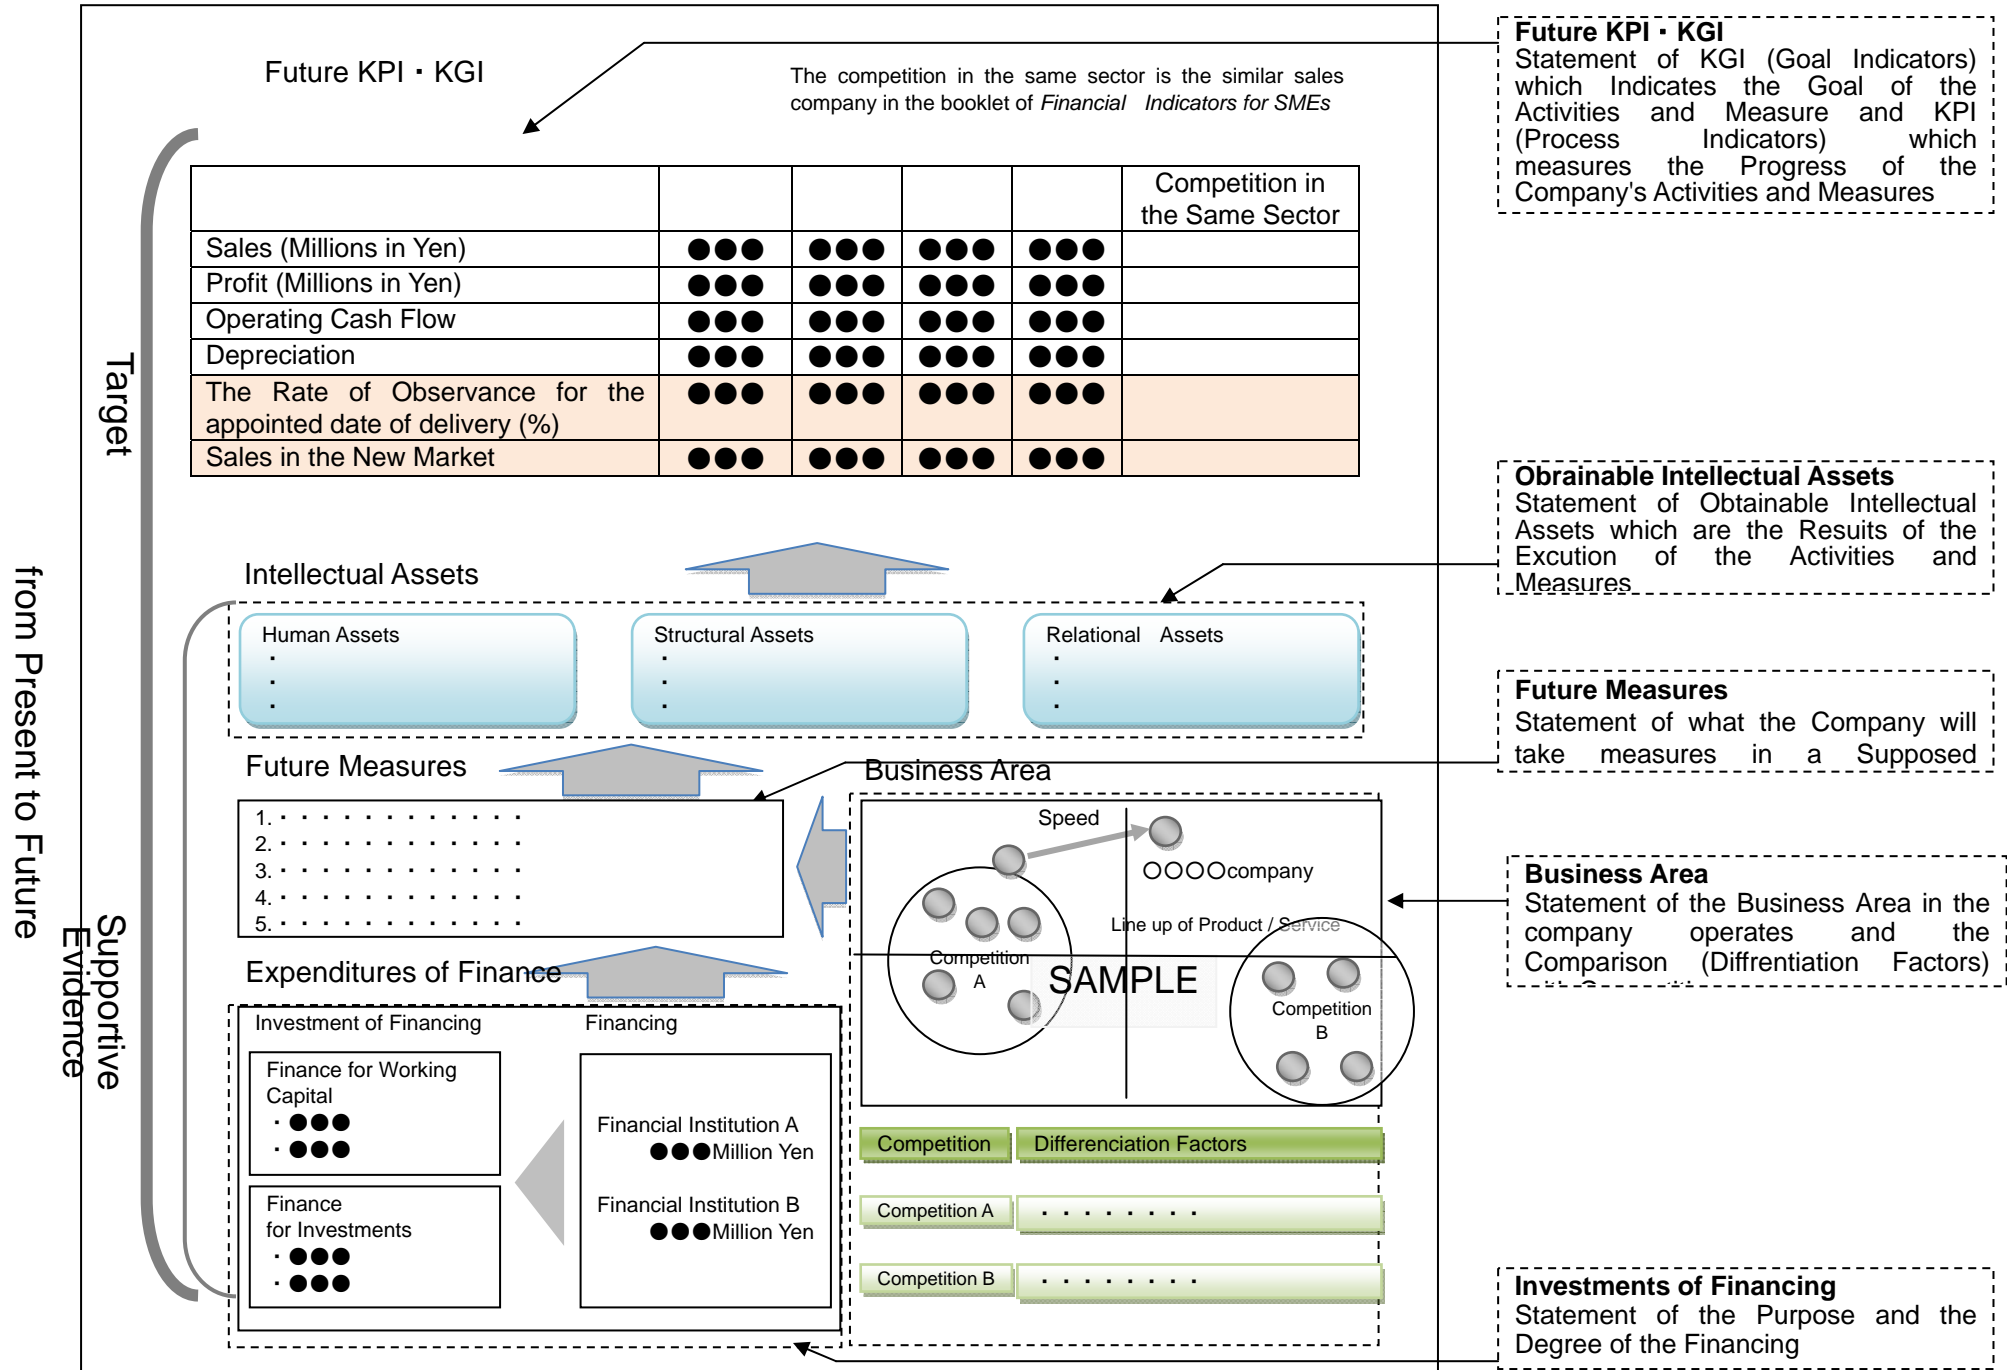 Future KPI・KGI
The competition in the same sector is the similar sales
company in the booklet of Financial Indicators for SMEs
Competition in
the Same Sector
Sales (Millions in Yen) ●●● ●●● ●●● ●●●
Profit (Millions in Yen) ●●● ●●● ●●● ●●●
Operating Cash Flow ●●● ●●● ●●● ●●●
Depreciation ●●● ●●● ●●● ●●●
The Rate of Observance for the ●●● ●●● ●●● ●●●
appointed date of delivery (%)
Sales in the New Market ●●● ●●● ●●● ●●●
Target
from Present to Future
Supportive
Evidence
Intellectual Assets
Human Assets
・
・
・
Structural Assets
・
・
・
Relational Assets
・
・
・
Future Measures
1.・・・・・・・・・・・・
2.・・・・・・・・・・・・
3.・・・・・・・・・・・・
4.・・・・・・・・・・・・
5.・・・・・・・・・・・・
Business Area
Speed
○○○○company
Line up of Product / Service
Competition
A
SAMPLE
Competition
B
Expenditures of Finance
Investment of Financing
Finance for Working
Capital
・●●●
・●●●
Finance
for Investments
・●●●
・●●●
Financing
Financial Institution A
●●●Million Yen
Financial Institution B
●●●Million Yen
Competition Differenciation Factors
Competition A ・・・・・・・・
Competition B ・・・・・・・・
Future KPI・KGI
Statement of KGI (Goal Indicators)
which Indicates the Goal of the
Activities and Measure and KPI
(Process Indicators) which
measures the Progress of the
Company's Activities and Measures
Obrainable Intellectual Assets
Statement of Obtainable Intellectual
Assets which are the Resuits of the
Excution of the Activities and
Measures
Future Measures
Statement of what the Company will
take measures in a Supposed
Business Area
Statement of the Business Area in the
company operates and the
Comparison (Diffrentiation Factors)
Investments of Financing
Statement of the Purpose and the
Degree of the Financing